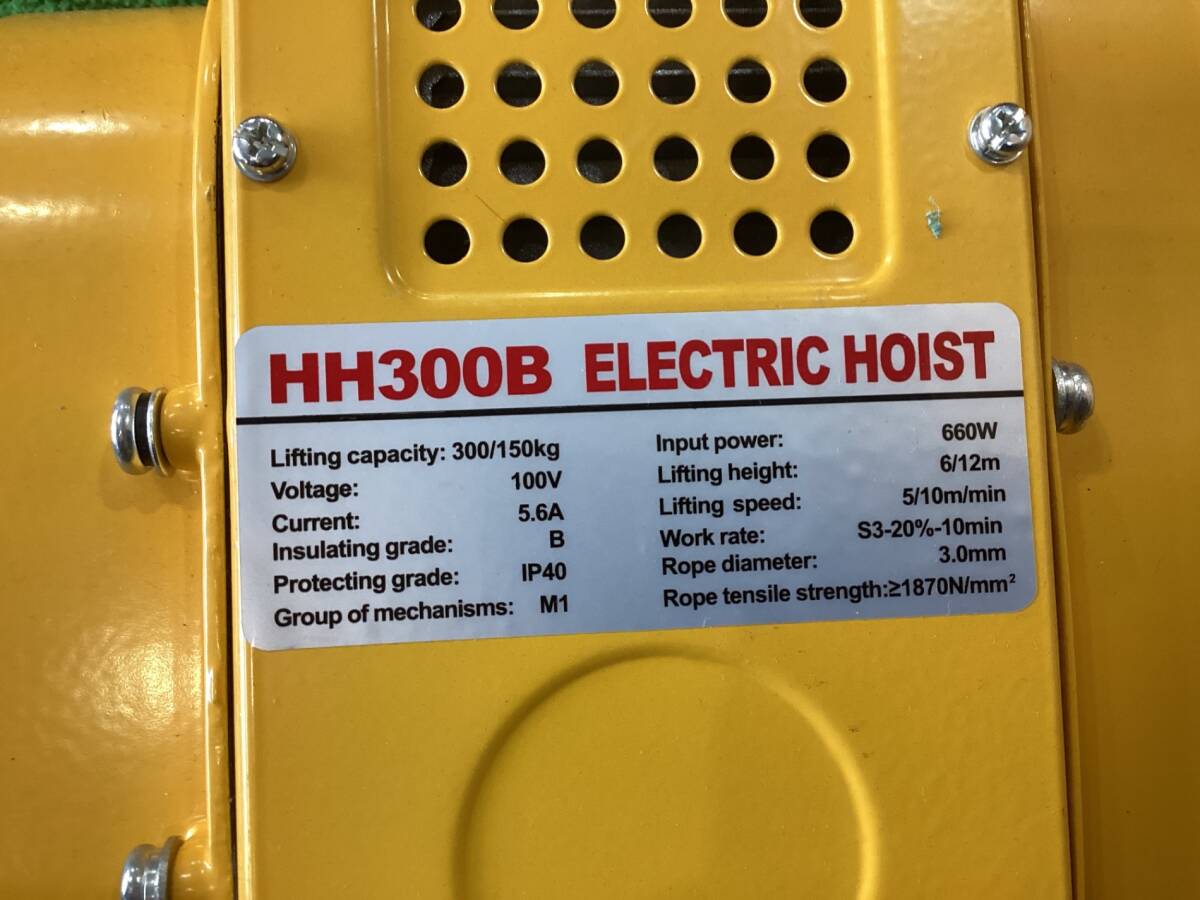 HH300B ELECTRIC HOIST
Lifting capacity: 300/150kg
Voltage: 100V
Current: 5.6A
Insulating grade: B
Protecting grade: IP40
Group of mechanisms: M1
Input power: 660W
Lifting height: 6/12m
Lifting speed: 5/10m/min
Work rate: S3-20%-10min
Rope diameter: 3.0mm
Rope tensile strength:≥1870N/mm²